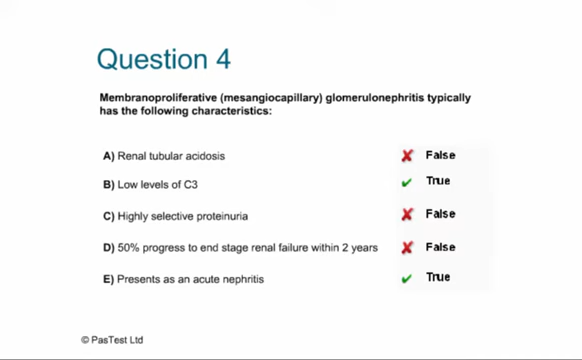 Question 4
Membranoproliferative (mesangiocapillary) glomerulonephritis typically
has the following characteristics:
A) Renal tubular acidosis False
B) Low levels of C3 True
C) Highly selective proteinuria False
D) 50% progress to end stage renal failure within 2 years False
E) Presents as an acute nephritis True
© PasTest Ltd